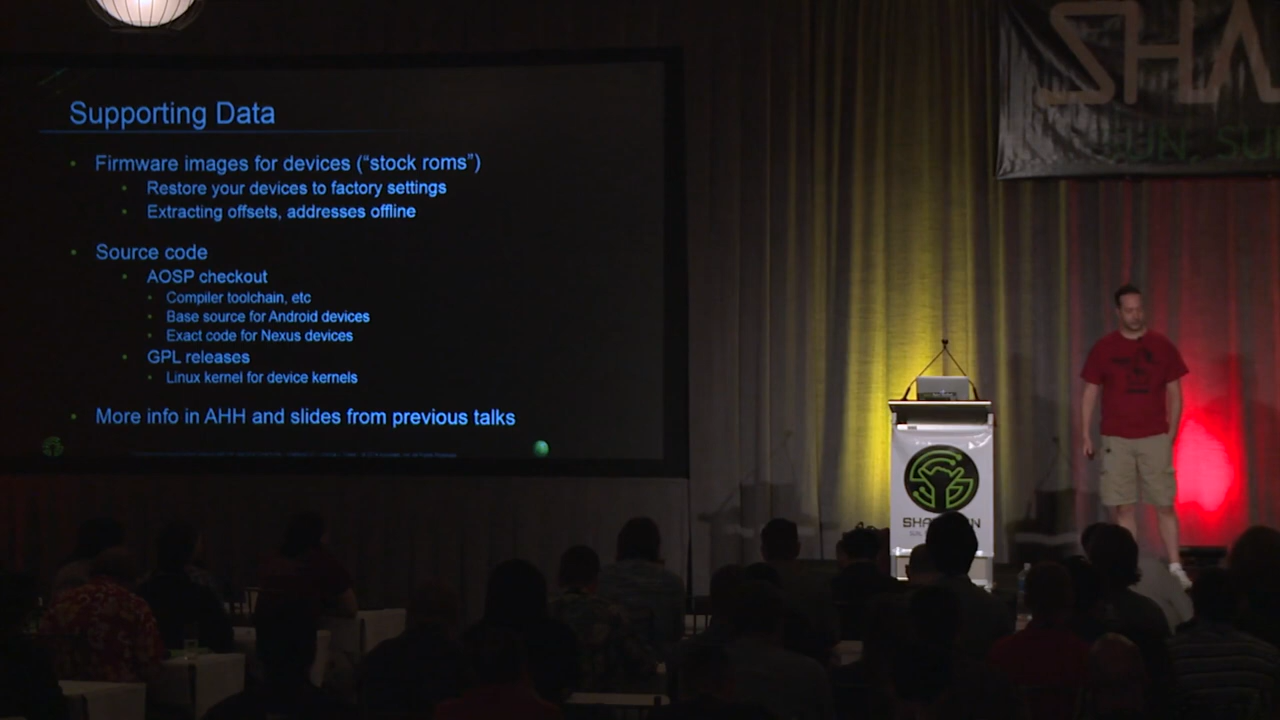 Supporting Data
Firmware images for devices ("stock roms")
Restore your devices to factory settings
Extracting offsets, addresses offline
Source code
AOSP checkout
Compiler toolchain, etc
Base source for Android devices
Exact code for Nexus devices
GPL releases
Linux kernel for device kernels
More info in AHH and slides from previous talks
SHA